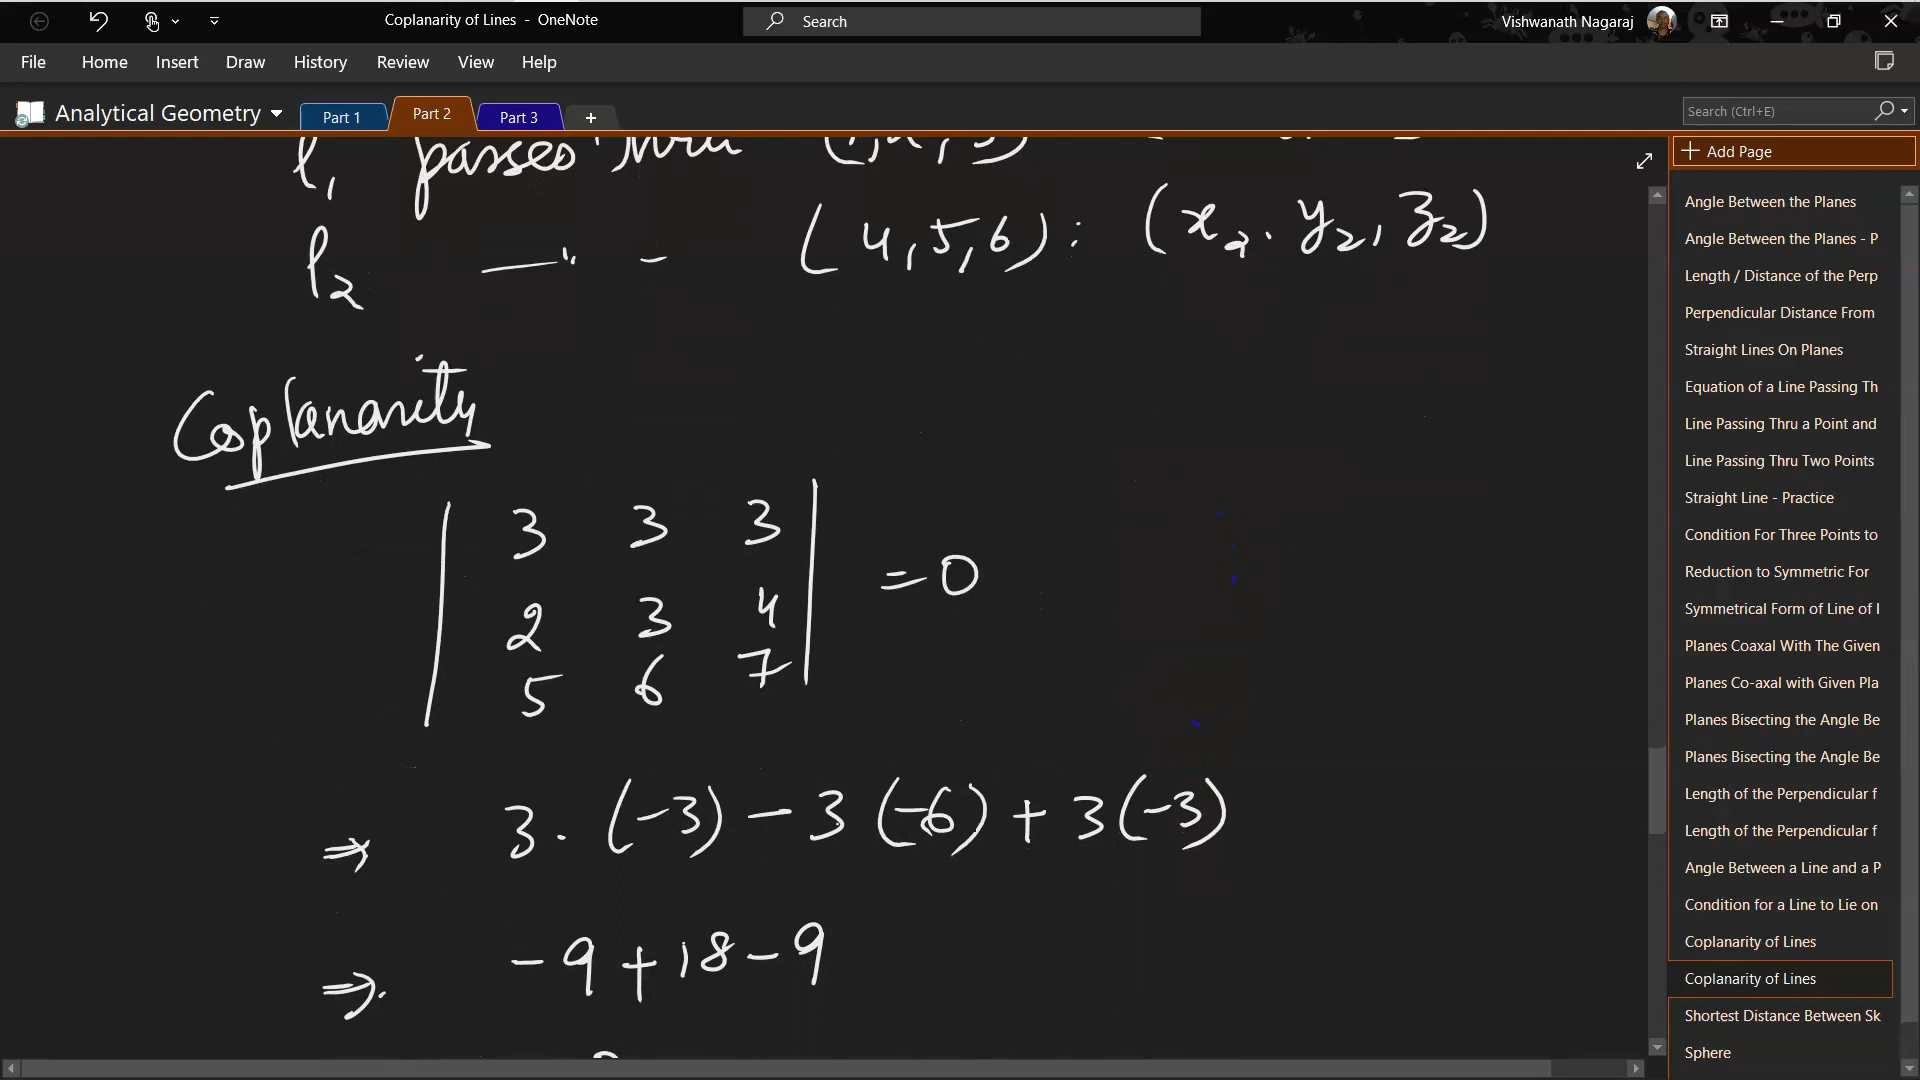 Coplanarity of Lines - OneNote
Search
Vishwanath Nagaraj
File Home Insert Draw History Review View Help
Analytical Geometry
Part 1 Part 2 Part 3 +
Search (Ctrl+E)
l1 passes thru
l2 —"— (4,5,6): (x2. y2, z2)
Coplanarity
| 3 3 3 |
| 2 3 4 | = 0
| 5 6 7 |
⇒ 3. (-3) - 3 (-6) + 3 (-3)
⇒. -9 + 18 - 9
Add Page
Angle Between the Planes
Angle Between the Planes - P
Length / Distance of the Perp
Perpendicular Distance From
Straight Lines On Planes
Equation of a Line Passing Th
Line Passing Thru a Point and
Line Passing Thru Two Points
Straight Line - Practice
Condition For Three Points to
Reduction to Symmetric For
Symmetrical Form of Line of I
Planes Coaxal With The Given
Planes Co-axal with Given Pla
Planes Bisecting the Angle Be
Planes Bisecting the Angle Be
Length of the Perpendicular f
Length of the Perpendicular f
Angle Between a Line and a P
Condition for a Line to Lie on
Coplanarity of Lines
Coplanarity of Lines
Shortest Distance Between Sk
Sphere